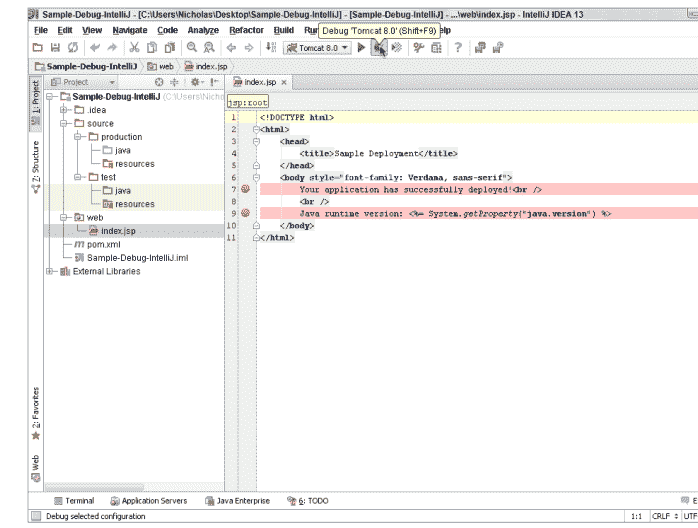 Sample-Debug-IntelliJ - [C:\Users\Nicholas\Desktop\Sample-Debug-IntelliJ] - [Sample-Debug-IntelliJ] - ...\web\index.jsp - IntelliJ IDEA 13
File Edit View Navigate Code Analyze Refactor Build Ru elp
Debug 'Tomcat 8.0' (Shift+F9)
Tomcat 8.0
Sample-Debug-IntelliJ web index.jsp
1: Project
Project
index.jsp
Sample-Debug-IntelliJ (C:\Users\Nicho
jsp:root
.idea
source
production
java
resources
test
java
resources
web
index.jsp
pom.xml
Sample-Debug-IntelliJ.iml
External Libraries
2: Structure
2: Favorites
Web
1 <!DOCTYPE html>
2 <html>
3 <head>
4 <title>Sample Deployment</title>
5 </head>
6 <body style="font-family: Verdana, sans-serif">
7 Your application has successfully deployed!<br />
8 <br />
9 Java runtime version: <%= System.getProperty("java.version") %>
10 </body>
11 </html>
Terminal Application Servers Java Enterprise 6: TODO E
Debug selected configuration 1:1 CRLF UTF